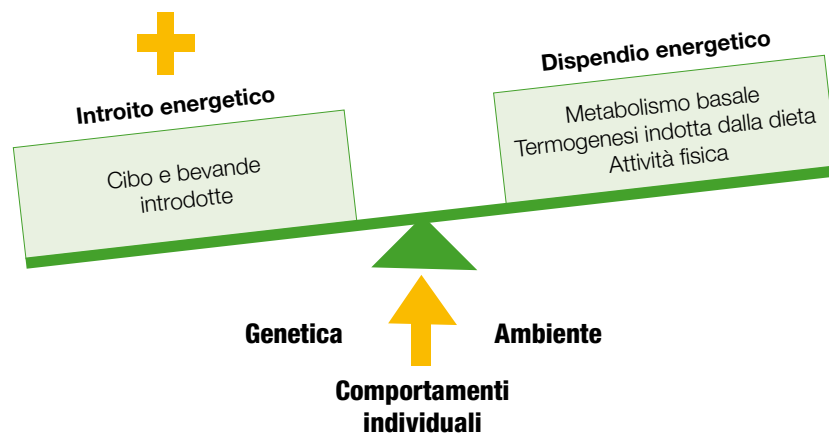 Introito energetico
Cibo e bevande
introdotte
Dispendio energetico
Metabolismo basale
Termogenesi indotta dalla dieta
Attività fisica
Genetica
Ambiente
Comportamenti
individuali